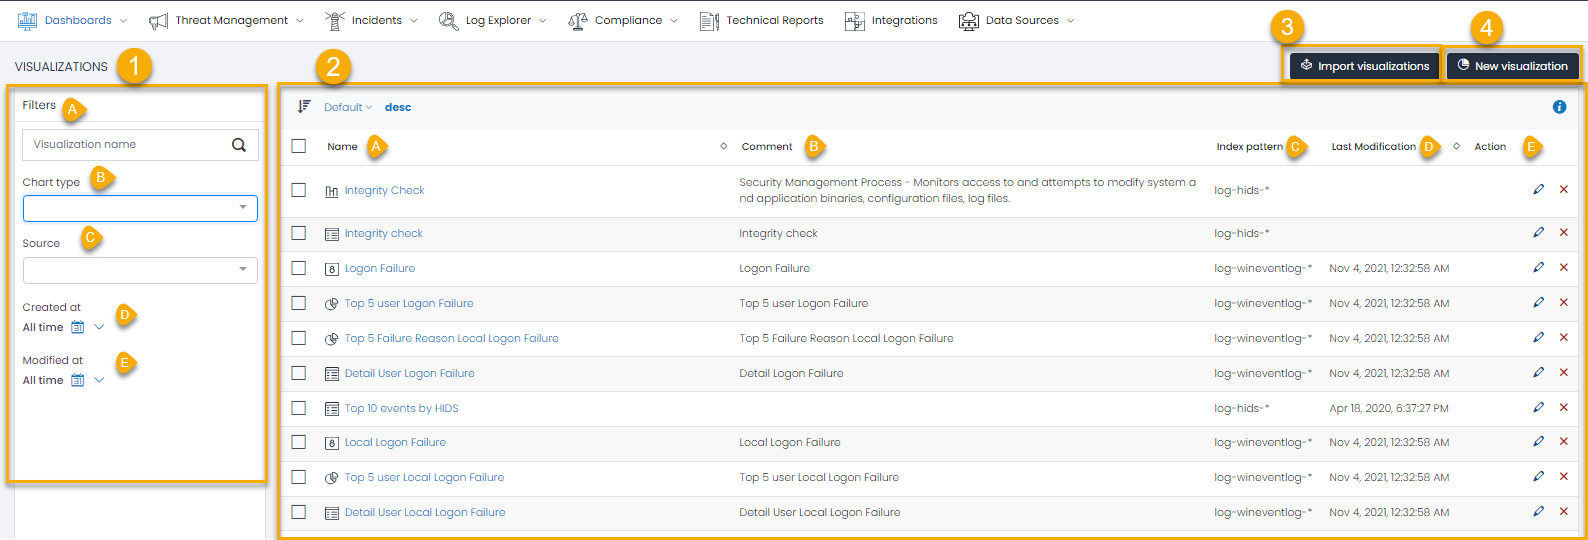 Dashboards Threat Management Incidents Log Explorer Compliance Technical Reports Integrations Data Sources
VISUALIZATIONS 1 2 3 4
Import visualizations New visualization
Filters A
Visualization name
Chart type B
Source C
Created at D
All time 31
Modified at E
All time 31
Default desc i
Name A Comment B Index pattern C Last Modification D Action E
Integrity Check Security Management Process - Monitors access to and attempts to modify system a log-hids-*
nd application binaries, configuration files, log files.
Integrity check Integrity check log-hids-*
8 Logon Failure Logon Failure log-wineventlog-* Nov 4, 2021, 12:32:58 AM
Top 5 user Logon Failure Top 5 user Logon Failure log-wineventlog-* Nov 4, 2021, 12:32:58 AM
Top 5 Failure Reason Local Logon Failure Top 5 Failure Reason Local Logon Failure log-wineventlog-* Nov 4, 2021, 12:32:58 AM
Detail User Logon Failure Detail Logon Failure log-wineventlog-* Nov 4, 2021, 12:32:58 AM
Top 10 events by HIDS log-hids-* Apr 18, 2020, 6:37:27 PM
8 Local Logon Failure Local Logon Failure log-wineventlog-* Nov 4, 2021, 12:32:58 AM
Top 5 user Local Logon Failure Top 5 user Local Logon Failure log-wineventlog-* Nov 4, 2021, 12:32:58 AM
Detail User Local Logon Failure Detail User Local Logon Failure log-wineventlog-* Nov 4, 2021, 12:32:58 AM